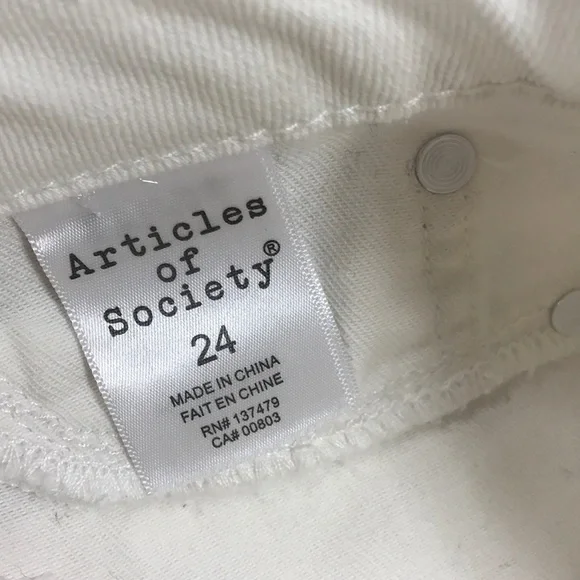 Articles
of
Society®
24
MADE IN CHINA
FAIT EN CHINE
RN# 137479
CA# 00803